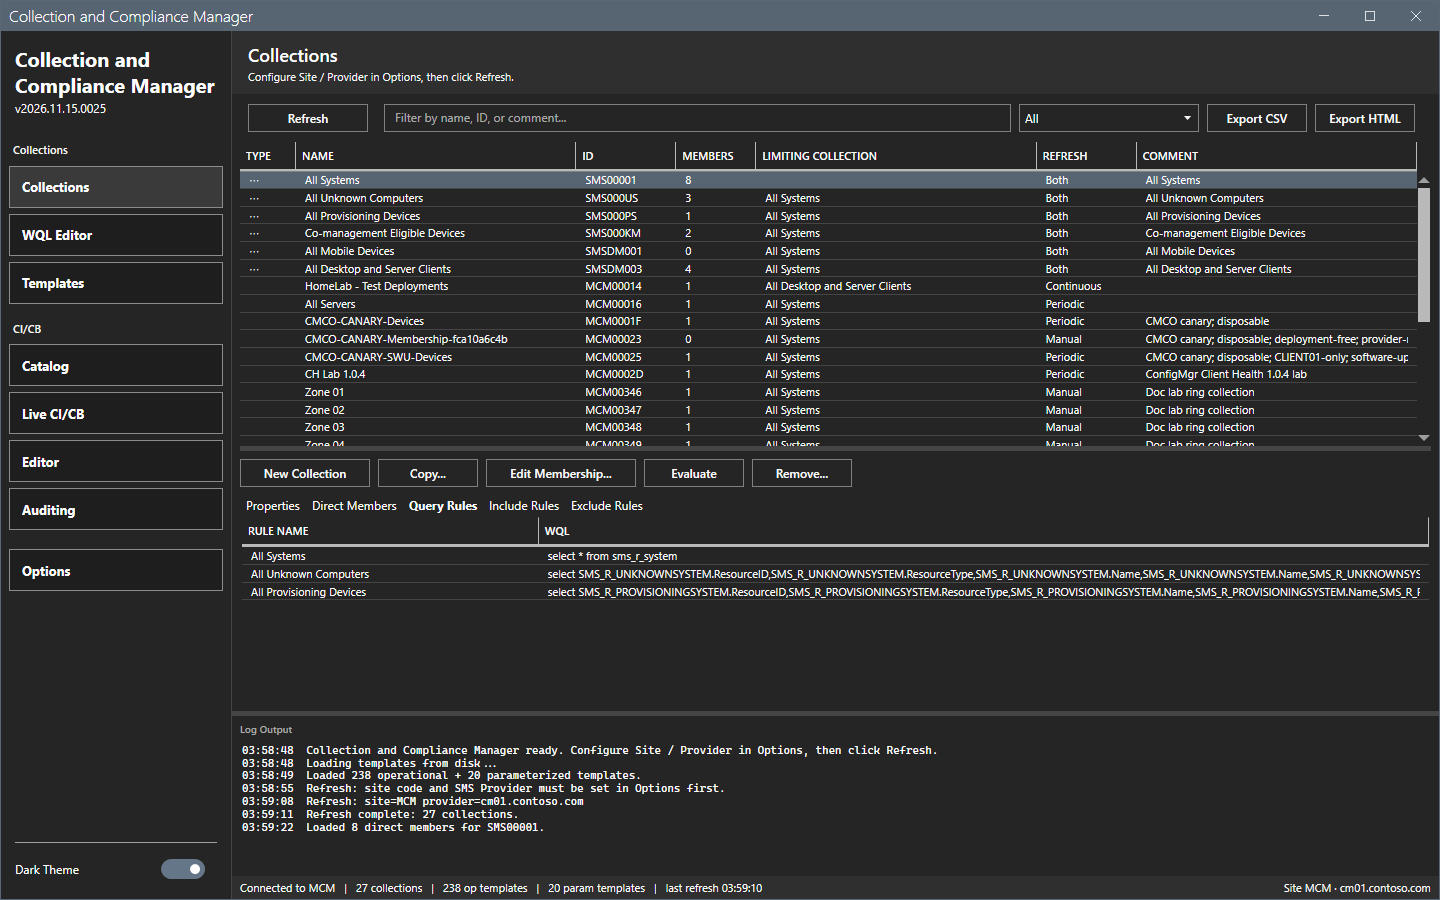 Collection and Compliance Manager
Collection and
Compliance Manager
v2026.11.15.0025
Collections
Collections
WQL Editor
Templates
CI/CB
Catalog
Live CI/CB
Editor
Auditing
Options
Dark Theme
Collections
Configure Site / Provider in Options, then click Refresh.
Refresh Filter by name, ID, or comment... All Export CSV Export HTML
TYPE NAME ID MEMBERS LIMITING COLLECTION REFRESH COMMENT
... All Systems SMS00001 8 Both All Systems
... All Unknown Computers SMS000US 3 All Systems Both All Unknown Computers
... All Provisioning Devices SMS000PS 1 All Systems Both All Provisioning Devices
... Co-management Eligible Devices SMS000KM 2 All Systems Both Co-management Eligible Devices
... All Mobile Devices SMSDM001 0 All Systems Both All Mobile Devices
... All Desktop and Server Clients SMSDM003 4 All Systems Both All Desktop and Server Clients
HomeLab - Test Deployments MCM00014 1 All Desktop and Server Clients Continuous
All Servers MCM00016 1 All Systems Periodic
CMCO-CANARY-Devices MCM0001F 1 All Systems Periodic CMCO canary; disposable
CMCO-CANARY-Membership-fca10a6c4b MCM00023 0 All Systems Manual CMCO canary; disposable; deployment-free; provider-
CMCO-CANARY-SWU-Devices MCM00025 1 All Systems Periodic CMCO canary; disposable; CLIENT01-only; software-up
CH Lab 1.0.4 MCM0002D 1 All Systems Periodic ConfigMgr Client Health 1.0.4 lab
Zone 01 MCM00346 1 All Systems Manual Doc lab ring collection
Zone 02 MCM00347 1 All Systems Manual Doc lab ring collection
Zone 03 MCM00348 1 All Systems Manual Doc lab ring collection
Zone 04 MCM00349 1 All Systems Manual Doc lab ring collection
New Collection Copy... Edit Membership... Evaluate Remove...
Properties Direct Members Query Rules Include Rules Exclude Rules
RULE NAME WQL
All Systems select * from sms_r_system
All Unknown Computers select SMS_R_UNKNOWNSYSTEM.ResourceID,SMS_R_UNKNOWNSYSTEM.ResourceType,SMS_R_UNKNOWNSYSTEM.Name,SMS_R_UNKNOWNSYSTEM.Name,SMS_R_UNKNOWNSYS
All Provisioning Devices select SMS_R_PROVISIONINGSYSTEM.ResourceID,SMS_R_PROVISIONINGSYSTEM.ResourceType,SMS_R_PROVISIONINGSYSTEM.Name,SMS_R_PROVISIONINGSYSTEM.Name,SMS_R_F
Log Output
03:58:48 Collection and Compliance Manager ready. Configure Site / Provider in Options, then click Refresh.
03:58:48 Loading templates from disk...
03:58:49 Loaded 238 operational + 20 parameterized templates.
03:58:55 Refresh: site code and SMS Provider must be set in Options first.
03:59:08 Refresh: site=MCM provider=cm01.contoso.com
03:59:11 Refresh complete: 27 collections.
03:59:22 Loaded 8 direct members for SMS00001.
Connected to MCM | 27 collections | 238 op templates | 20 param templates | last refresh 03:59:10 Site MCM · cm01.contoso.com